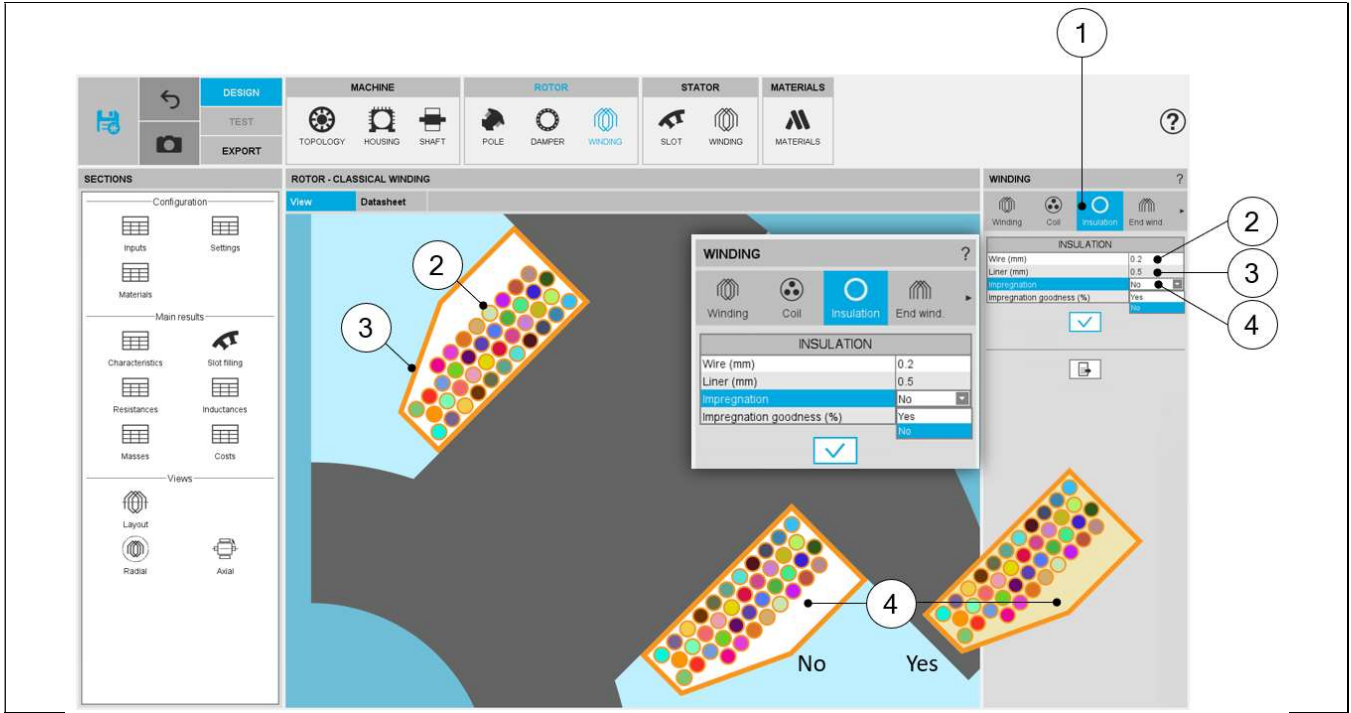 1
DESIGN
TEST
EXPORT
MACHINE
TOPOLOGY HOUSING SHAFT
ROTOR
POLE DAMPER WINDING
STATOR
SLOT WINDING
MATERIALS
MATERIALS
?
SECTIONS
Configuration
Inputs Settings
Materials
Main results
Characteristics Slot filling
Resistances Inductances
Masses Costs
Views
Layout
Radial Axial
ROTOR - CLASSICAL WINDING
View Datasheet
2
3
WINDING ?
Winding Coil Insulation End wind.
INSULATION
Wire (mm) 0.2
Liner (mm) 0.5
Impregnation No
Impregnation goodness (%) Yes
No
4
No Yes
WINDING ?
Winding Coil Insulation End wind.
INSULATION
Wire (mm) 0.2
Liner (mm) 0.5
Impregnation No
Impregnation goodness (%) Yes
No
2
3
4